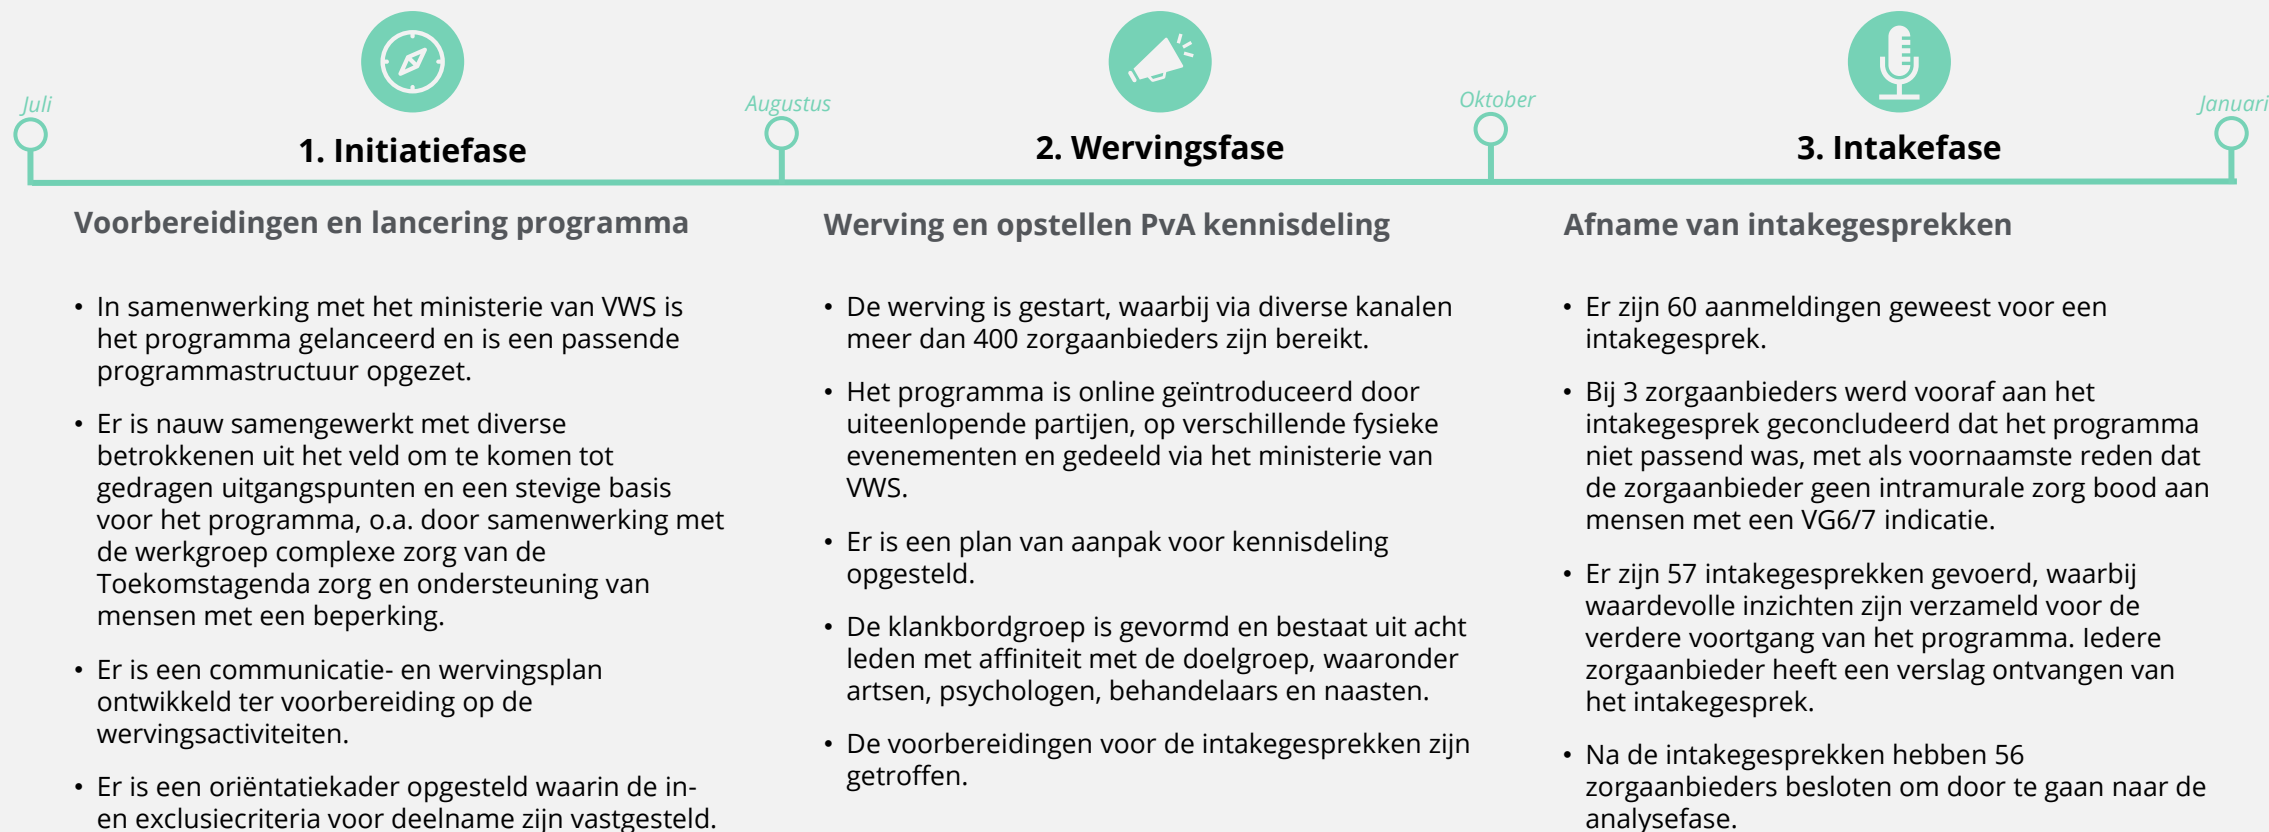 Juli
Augustus
Oktober
Januari
1. Initiatiefase
2. Wervingsfase
3. Intakefase
Voorbereidingen en lancering programma
• In samenwerking met het ministerie van VWS is
het programma gelanceerd en is een passende
programmastructuur opgezet.
• Er is nauw samengewerkt met diverse
betrokkenen uit het veld om te komen tot
gedragen uitgangspunten en een stevige basis
voor het programma, o.a. door samenwerking met
de werkgroep complexe zorg van de
Toekomstagenda zorg en ondersteuning van
mensen met een beperking.
• Er is een communicatie- en wervingsplan
ontwikkeld ter voorbereiding op de
wervingsactiviteiten.
• Er is een oriëntatiekader opgesteld waarin de in-
en exclusiecriteria voor deelname zijn vastgesteld.
Werving en opstellen PvA kennisdeling
• De werving is gestart, waarbij via diverse kanalen
meer dan 400 zorgaanbieders zijn bereikt.
• Het programma is online geïntroduceerd door
uiteenlopende partijen, op verschillende fysieke
evenementen en gedeeld via het ministerie van
VWS.
• Er is een plan van aanpak voor kennisdeling
opgesteld.
• De klankbordgroep is gevormd en bestaat uit acht
leden met affiniteit met de doelgroep, waaronder
artsen, psychologen, behandelaars en naasten.
• De voorbereidingen voor de intakegesprekken zijn
getroffen.
Afname van intakegesprekken
• Er zijn 60 aanmeldingen geweest voor een
intakegesprek.
• Bij 3 zorgaanbieders werd vooraf aan het
intakegesprek geconcludeerd dat het programma
niet passend was, met als voornaamste reden dat
de zorgaanbieder geen intramurale zorg bood aan
mensen met een VG6/7 indicatie.
• Er zijn 57 intakegesprekken gevoerd, waarbij
waardevolle inzichten zijn verzameld voor de
verdere voortgang van het programma. Iedere
zorgaanbieder heeft een verslag ontvangen van
het intakegesprek.
• Na de intakegesprekken hebben 56
zorgaanbieders besloten om door te gaan naar de
analysefase.